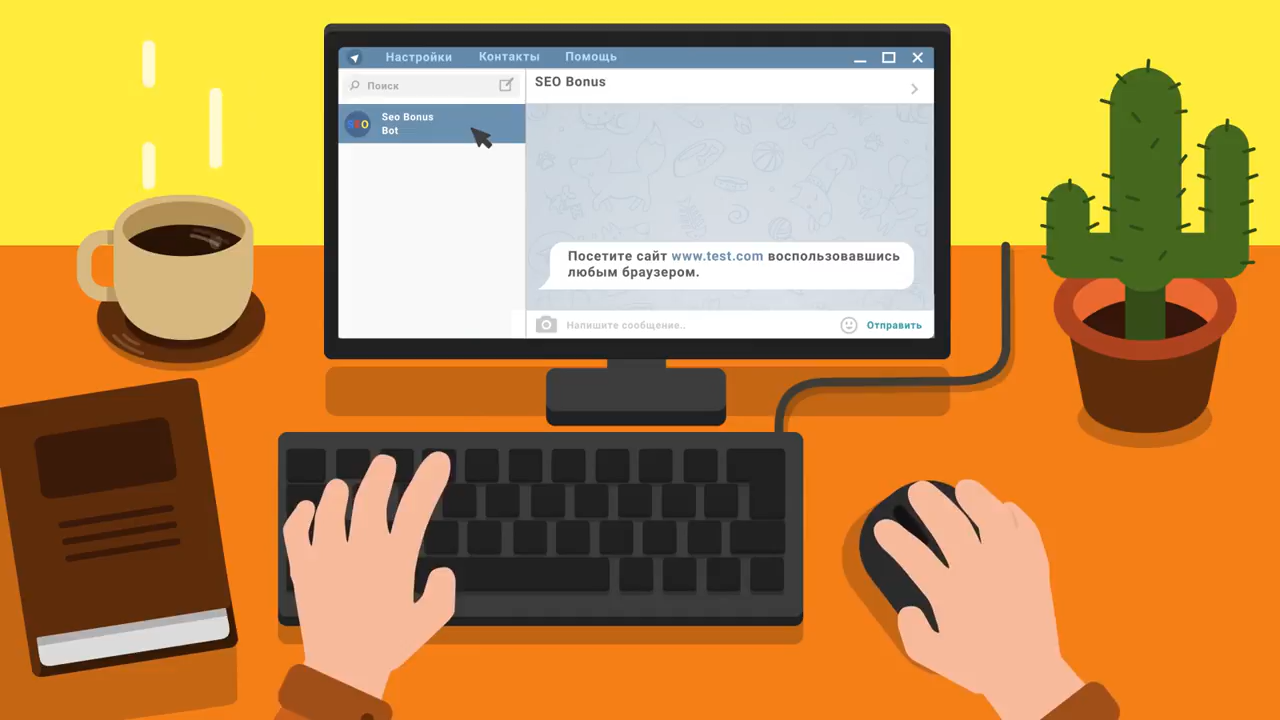 Настройки Контакты Помощь
Поиск
SEO Bonus
SEO
Seo Bonus
Bot
Посетите сайт www.test.com воспользовавшись
любым браузером.
Напишите сообщение..
Отправить